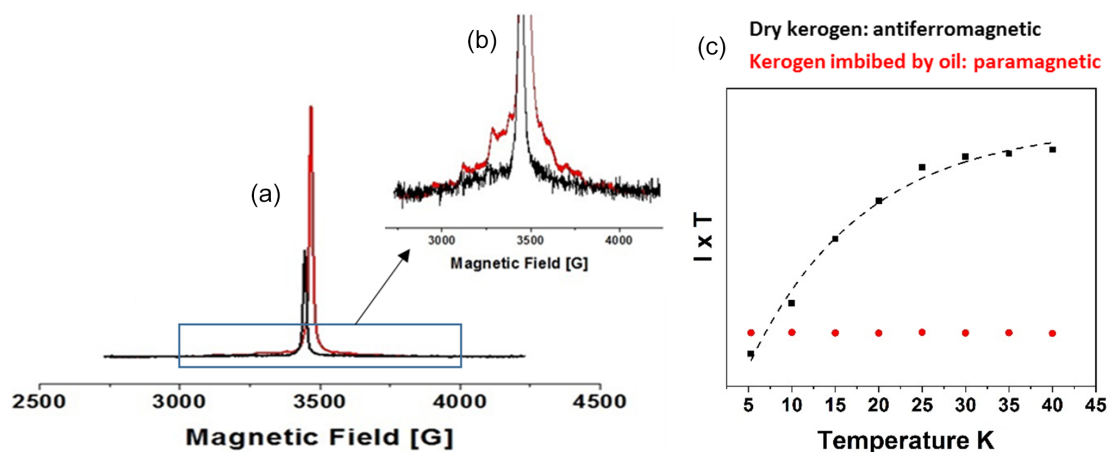 (a)
2500 3000 3500 4000 4500
Magnetic Field [G]
(b)
3000 3500 4000
Magnetic Field [G]
(c)
Dry kerogen: antiferromagnetic
Kerogen imbibed by oil: paramagnetic
I x T
5 10 15 20 25 30 35 40 45
Temperature K